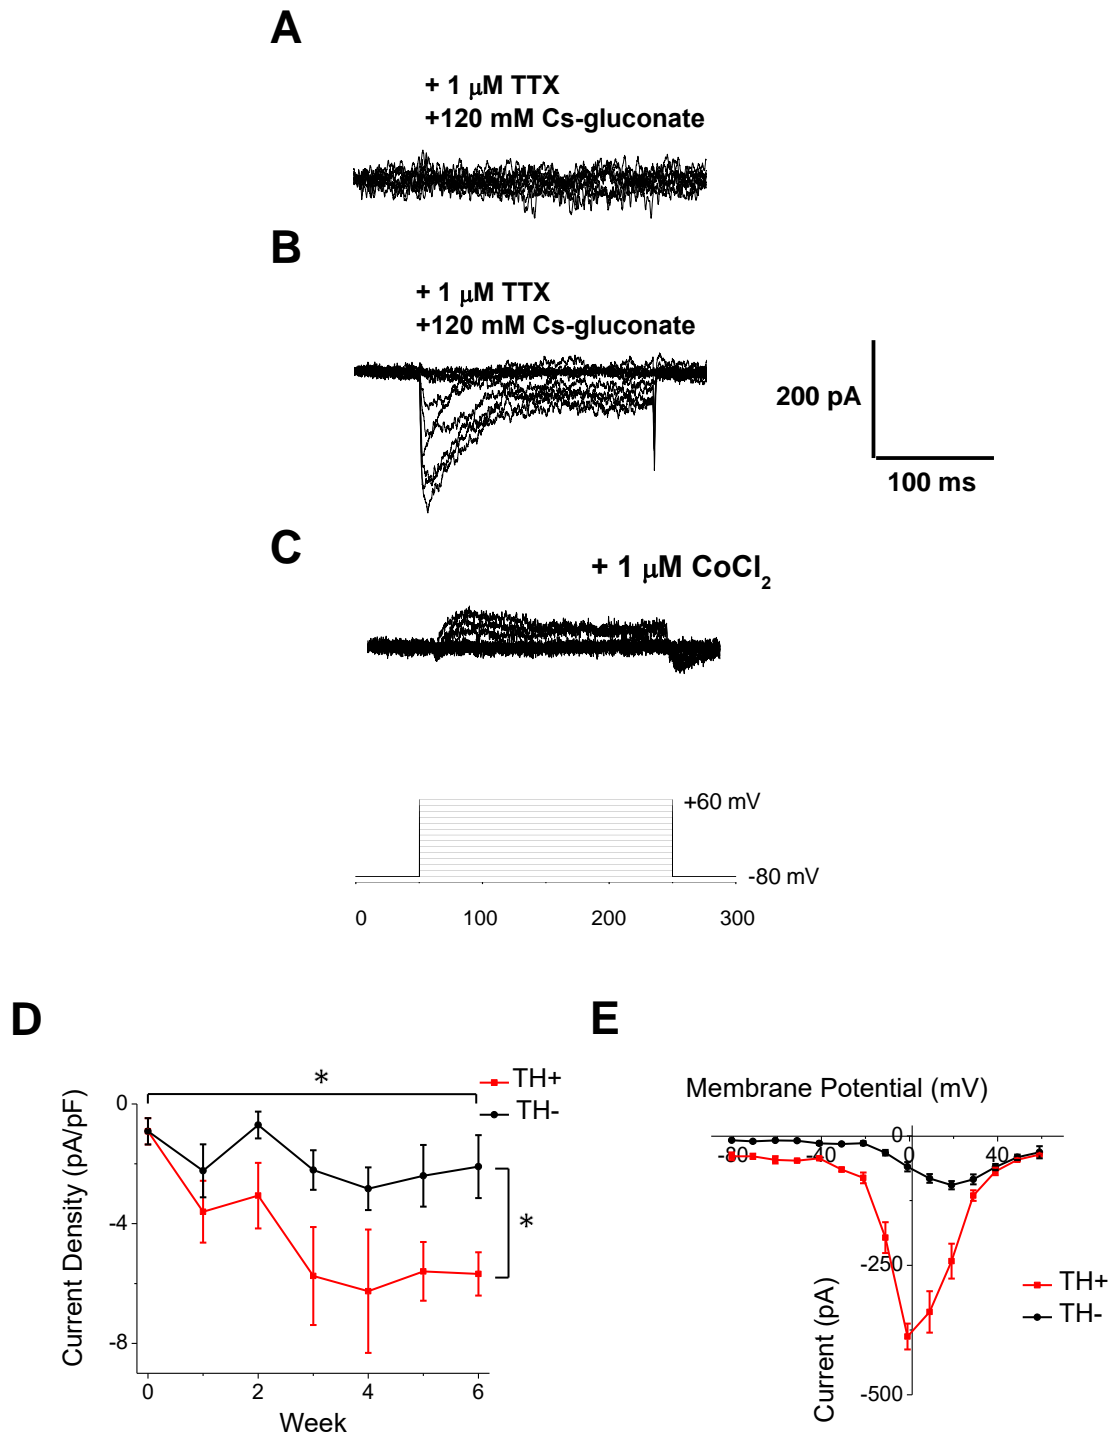 A
+ 1 μM TTX
+120 mM Cs-gluconate
B
+ 1 μM TTX
+120 mM Cs-gluconate
200 pA
100 ms
C
+ 1 μM CoCl₂
+60 mV
-80 mV
0 100 200 300
D
*
TH+
TH-
Current Density (pA/pF)
0
-4
-8
*
0 2 4 6
Week
E
Membrane Potential (mV)
-80 -40 0 40
0
-250
-500
Current (pA)
TH+
TH-